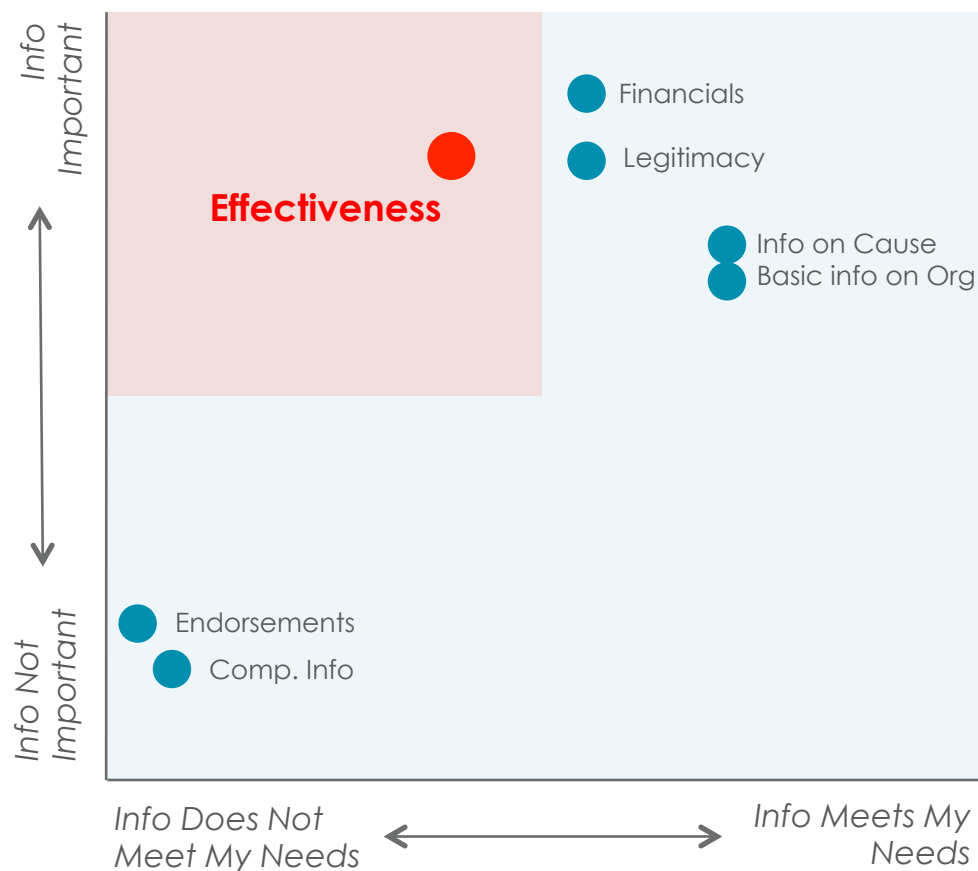 Info
Important
Financials
Legitimacy
Effectiveness
Info on Cause
Basic info on Org
Endorsements
Comp. Info
Info Not
Important
Info Does Not
Meet My Needs
Info Meets My
Needs